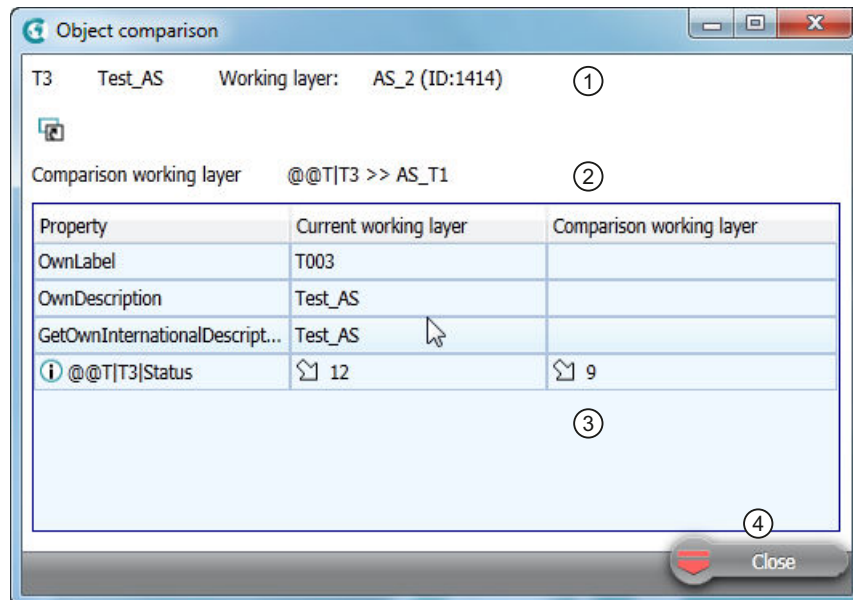 Object comparison
T3 Test_AS Working layer: AS_2 (ID:1414) 1
Comparison working layer @@T|T3 >> AS_T1 2
Property Current working layer Comparison working layer
OwnLabel T003
OwnDescription Test_AS
GetOwnInternationalDescript... Test_AS
@@T|T3|Status 12 9
3
4
Close